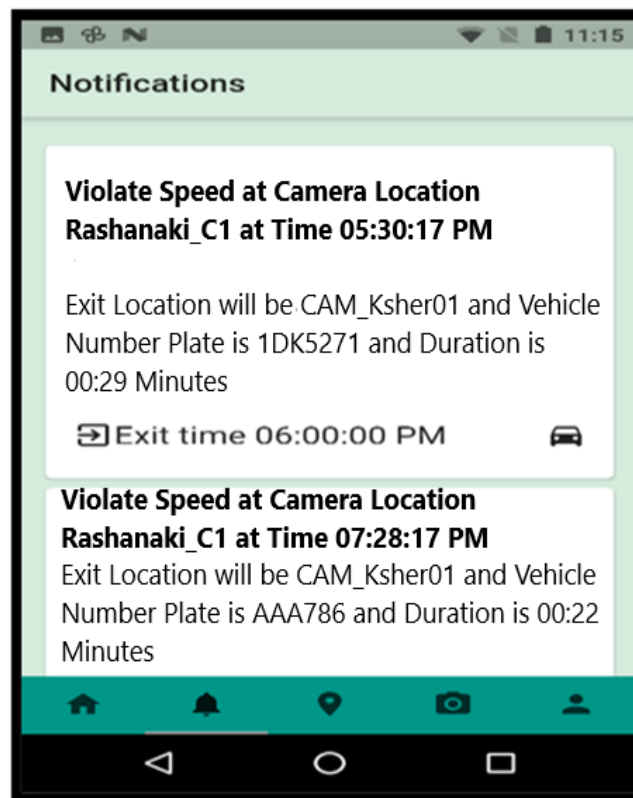 11:15
Notifications
Violate Speed at Camera Location
Rashanaki_C1 at Time 05:30:17 PM
Exit Location will be CAM_Ksher01 and Vehicle
Number Plate is 1DK5271 and Duration is
00:29 Minutes
Exit time 06:00:00 PM
Violate Speed at Camera Location
Rashanaki_C1 at Time 07:28:17 PM
Exit Location will be CAM_Ksher01 and Vehicle
Number Plate is AAA786 and Duration is 00:22
Minutes